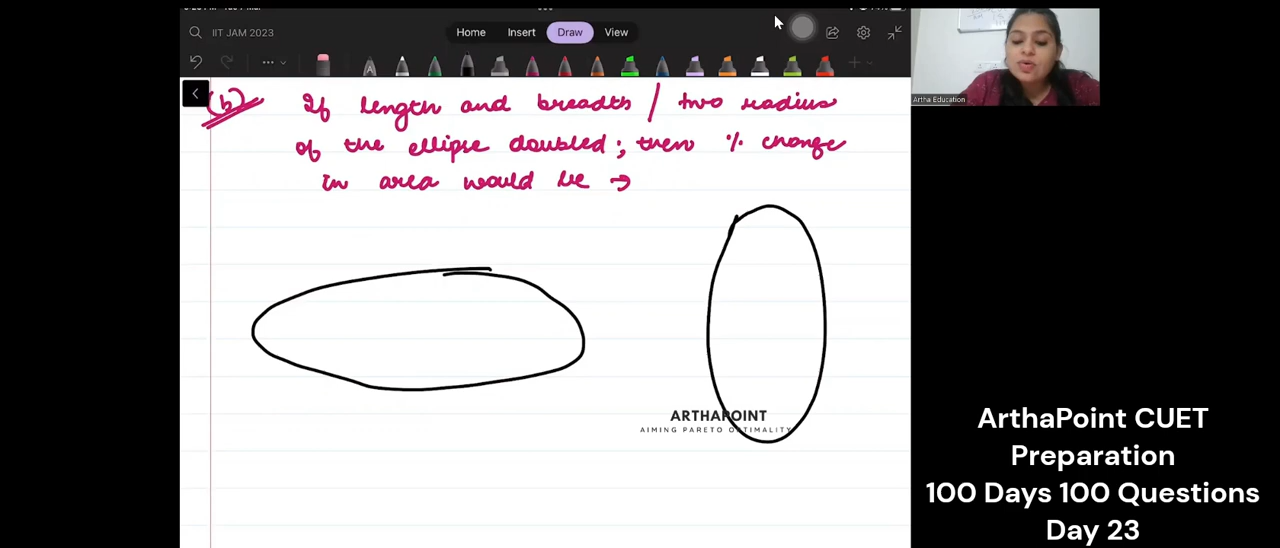 IIT JAM 2023
Home Insert Draw View
Artha Education
(b) If length and breadth / two radius
of the ellipse doubled ; then % change
in area would be →
ARTHAPOINT
AIMING PARETO OPTIMALITY
ArthaPoint CUET
Preparation
100 Days 100 Questions
Day 23